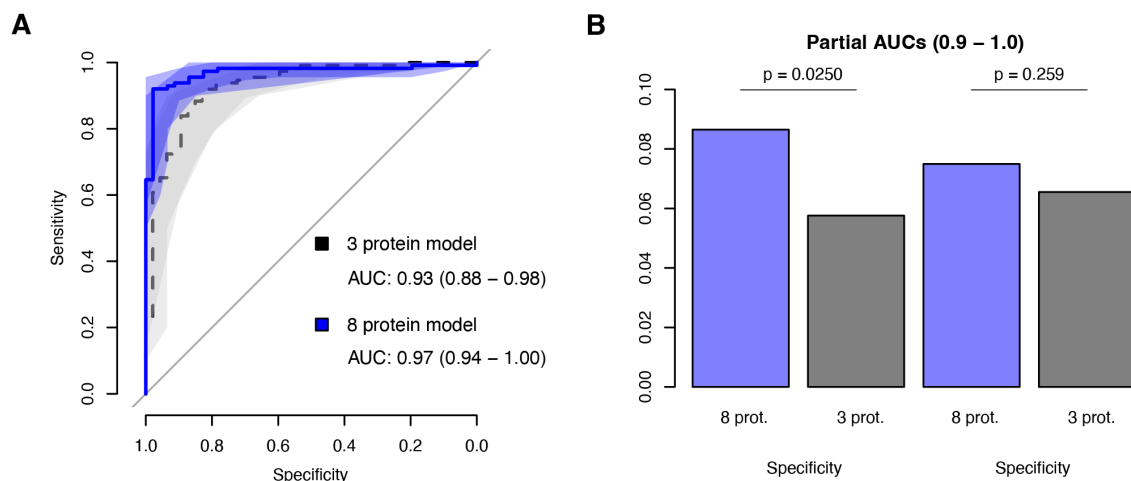 A
1.0
0.8
0.6
0.4
0.2
0.0
Sensitivity
3 protein model
AUC: 0.93 (0.88 – 0.98)
8 protein model
AUC: 0.97 (0.94 – 1.00)
1.0 0.8 0.6 0.4 0.2 0.0
Specificity
B
Partial AUCs (0.9 – 1.0)
p = 0.0250 p = 0.259
0.10
0.08
0.06
0.04
0.02
0.00
8 prot. 3 prot. 8 prot. 3 prot.
Specificity Specificity